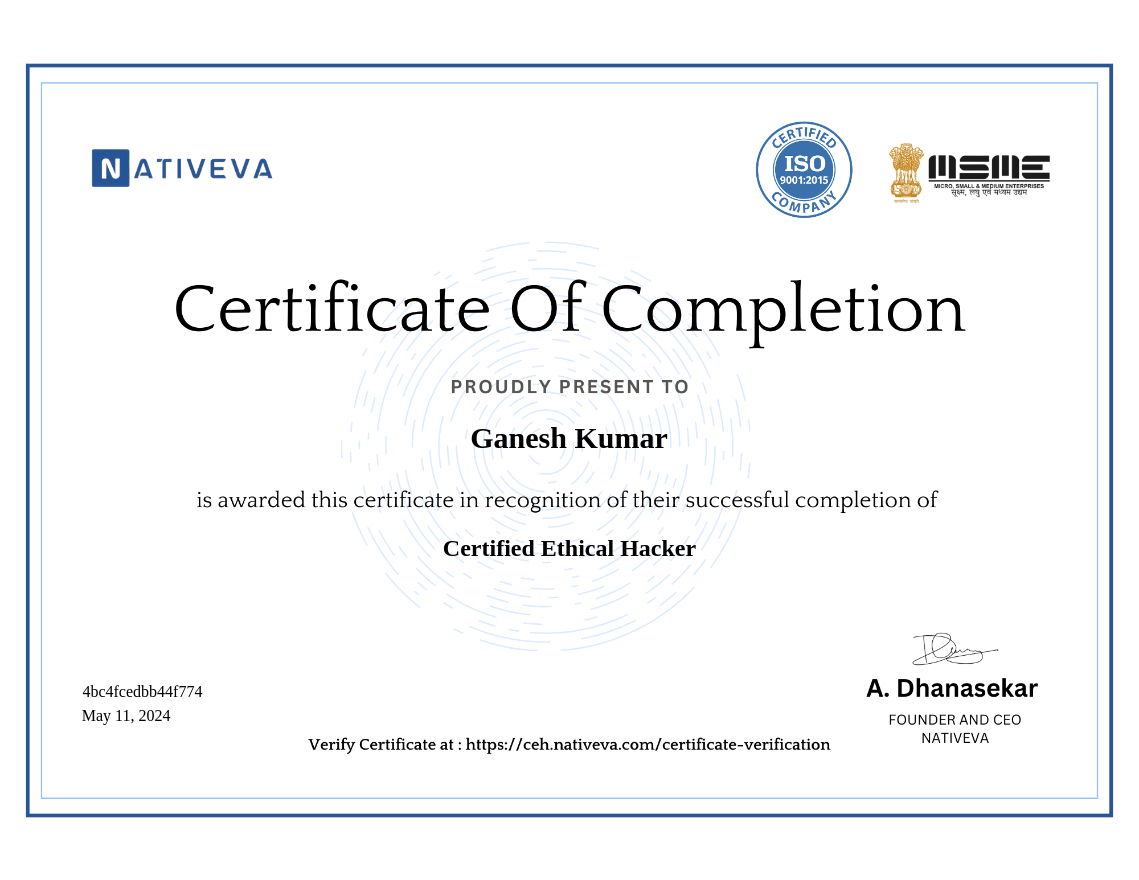 NATIVEVA
CERTIFIED
ISO
9001:2015
COMPANY
MSME
MICRO, SMALL & MEDIUM ENTERPRISES
सूक्ष्म, लघु एवं मध्यम उद्यम
Certificate Of Completion
PROUDLY PRESENT TO
Ganesh Kumar
is awarded this certificate in recognition of their successful completion of
Certified Ethical Hacker
4bc4fcedbb44f774
May 11, 2024
A. Dhanasekar
FOUNDER AND CEO
NATIVEVA
Verify Certificate at : https://ceh.nativeva.com/certificate-verification